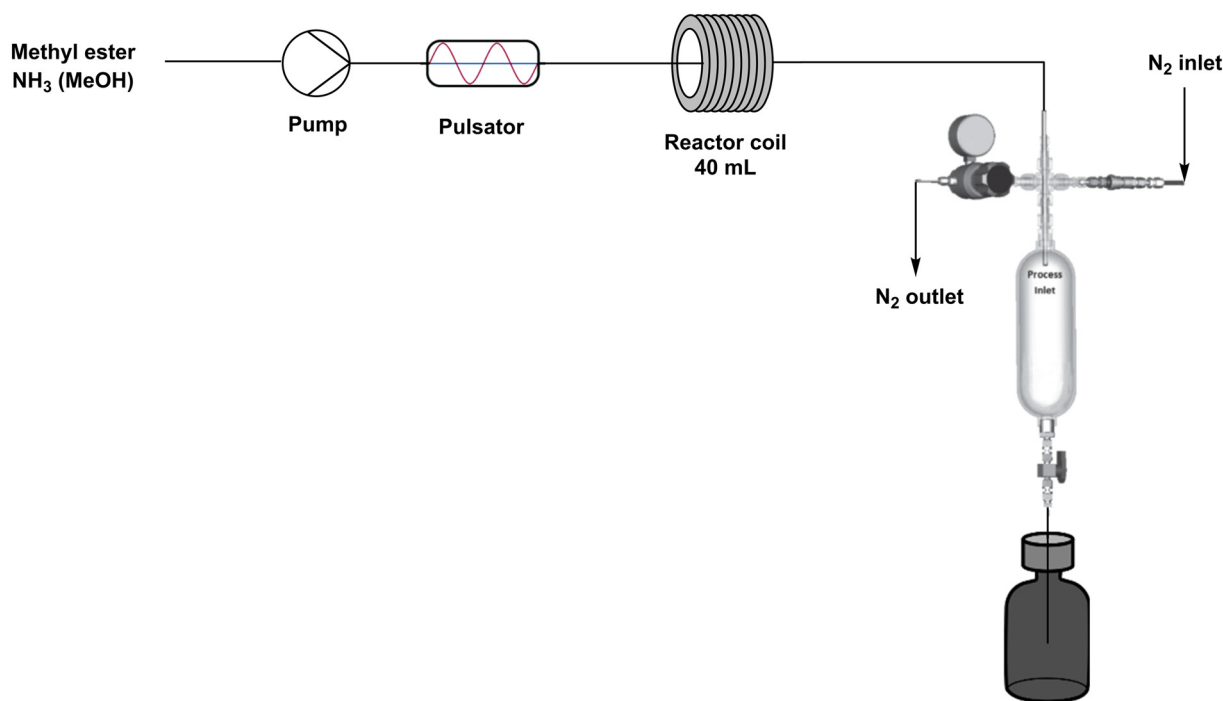 Methyl ester
NH₃ (MeOH)
Pump
Pulsator
Reactor coil
40 mL
N₂ inlet
N₂ outlet
Process
Inlet